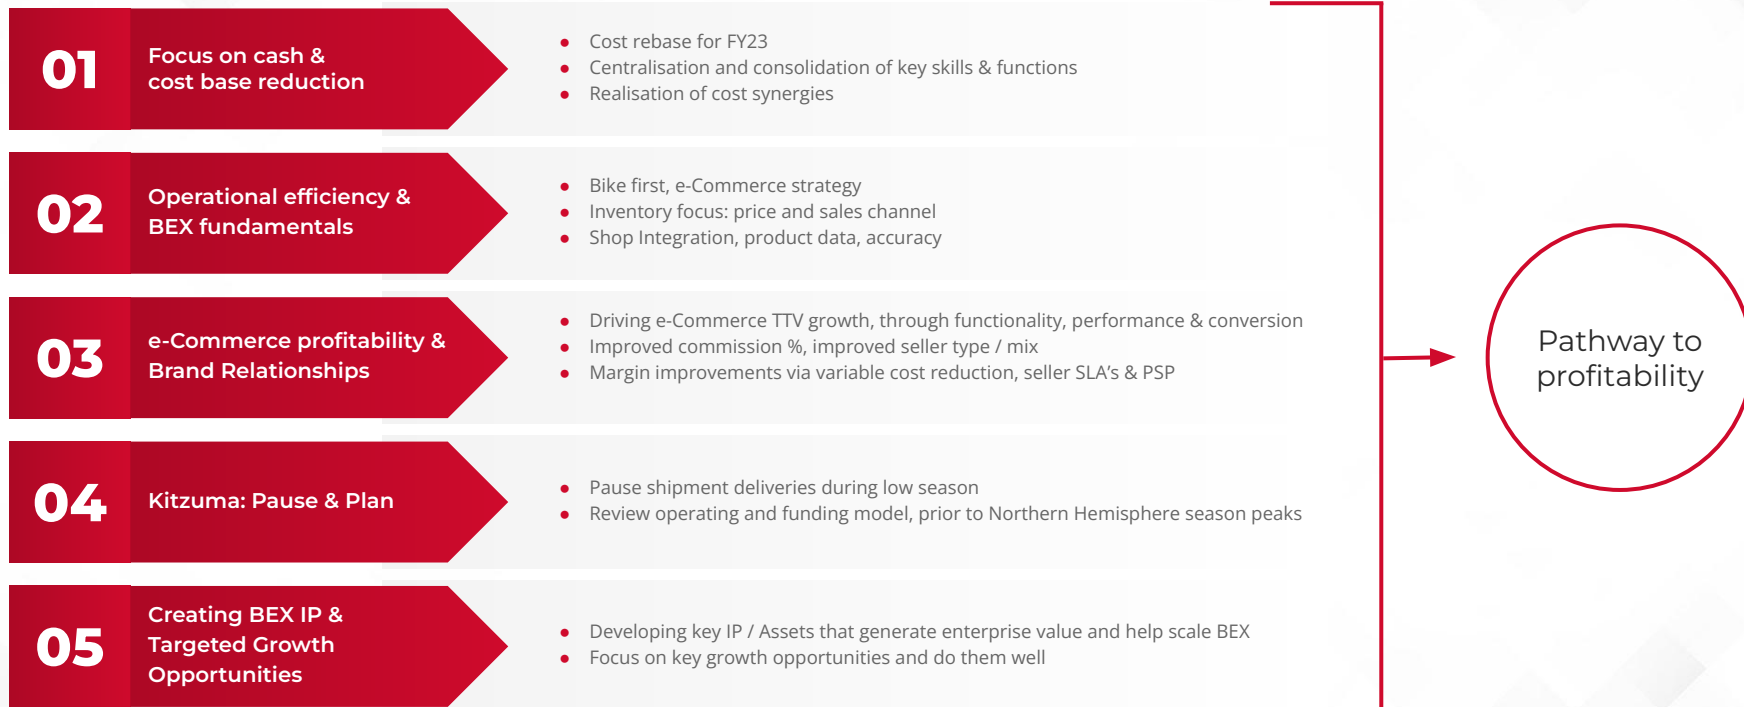 01
Focus on cash &
cost base reduction
● Cost rebase for FY23
● Centralisation and consolidation of key skills & functions
● Realisation of cost synergies
02
Operational efficiency &
BEX fundamentals
● Bike first, e-Commerce strategy
● Inventory focus: price and sales channel
● Shop Integration, product data, accuracy
03
e-Commerce profitability &
Brand Relationships
● Driving e-Commerce TTV growth, through functionality, performance & conversion
● Improved commission %, improved seller type / mix
● Margin improvements via variable cost reduction, seller SLA’s & PSP
04
Kitzuma: Pause & Plan
● Pause shipment deliveries during low season
● Review operating and funding model, prior to Northern Hemisphere season peaks
05
Creating BEX IP &
Targeted Growth
Opportunities
● Developing key IP / Assets that generate enterprise value and help scale BEX
● Focus on key growth opportunities and do them well
Pathway to
profitability